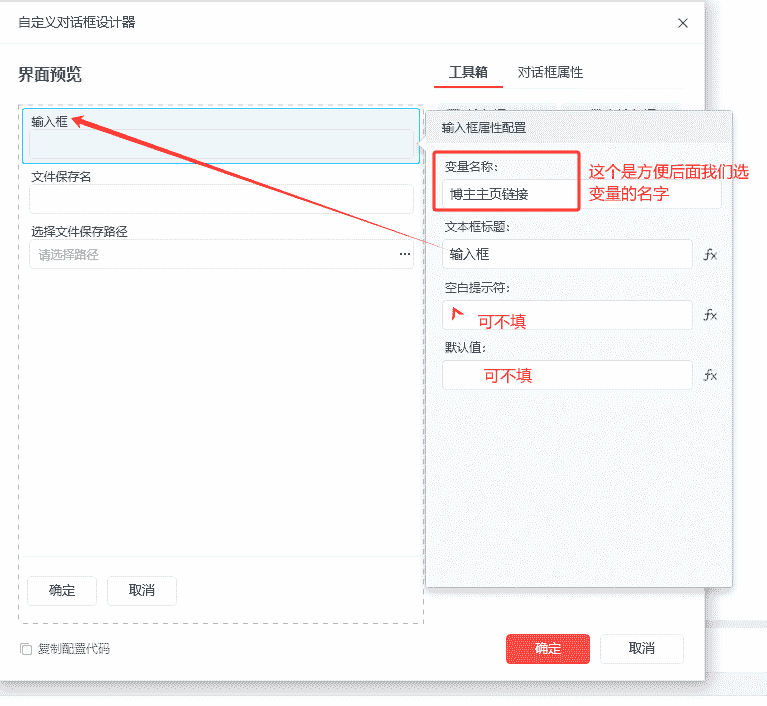 自定义对话框设计器
界面预览
工具箱 对话框属性
输入框
文件保存名
选择文件保存路径
请选择路径
输入框属性配置
变量名称:
博主主页链接
这个是方便后面我们选
变量的名字
文本框标题:
输入框
fx
空白提示符:
可不填
fx
默认值:
可不填
fx
确定 取消
复制配置代码
确定 取消